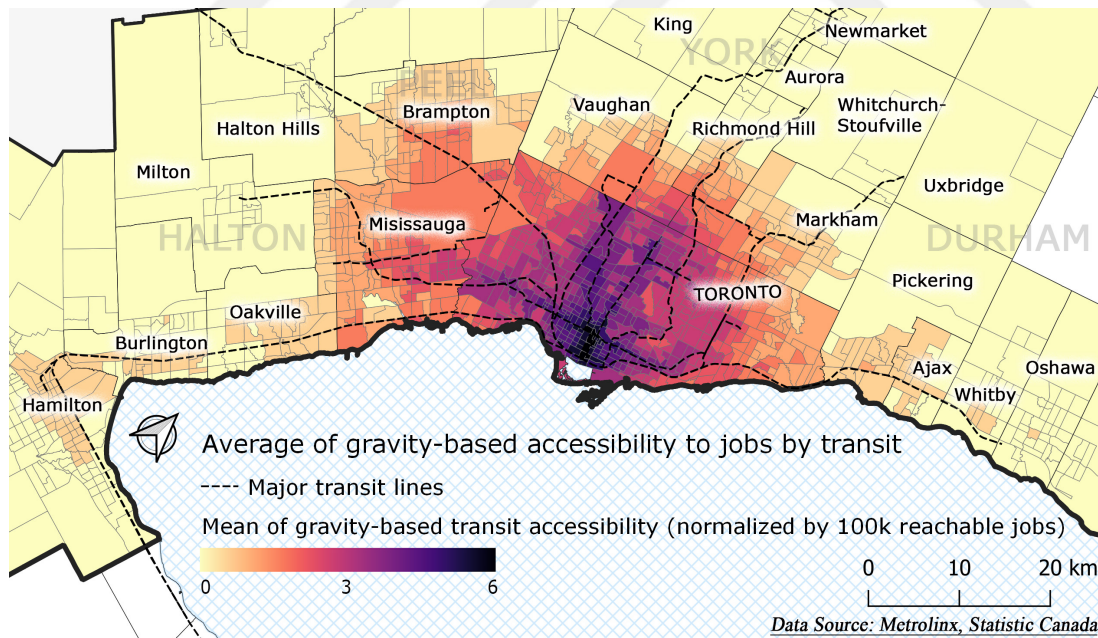 King
Newmarket
YORK
Aurora
PEEL
Brampton
Vaughan
Whitchurch-
Stoufville
Halton Hills
Richmond Hill
Milton
Uxbridge
Misissauga
Markham
HALTON
DURHAM
Pickering
TORONTO
Oakville
Burlington
Ajax
Oshawa
Whitby
Hamilton
Average of gravity-based accessibility to jobs by transit
Major transit lines
Mean of gravity-based transit accessibility (normalized by 100k reachable jobs)
0 3 6
0 10 20 km
Data Source: Metrolinx, Statistic Canada